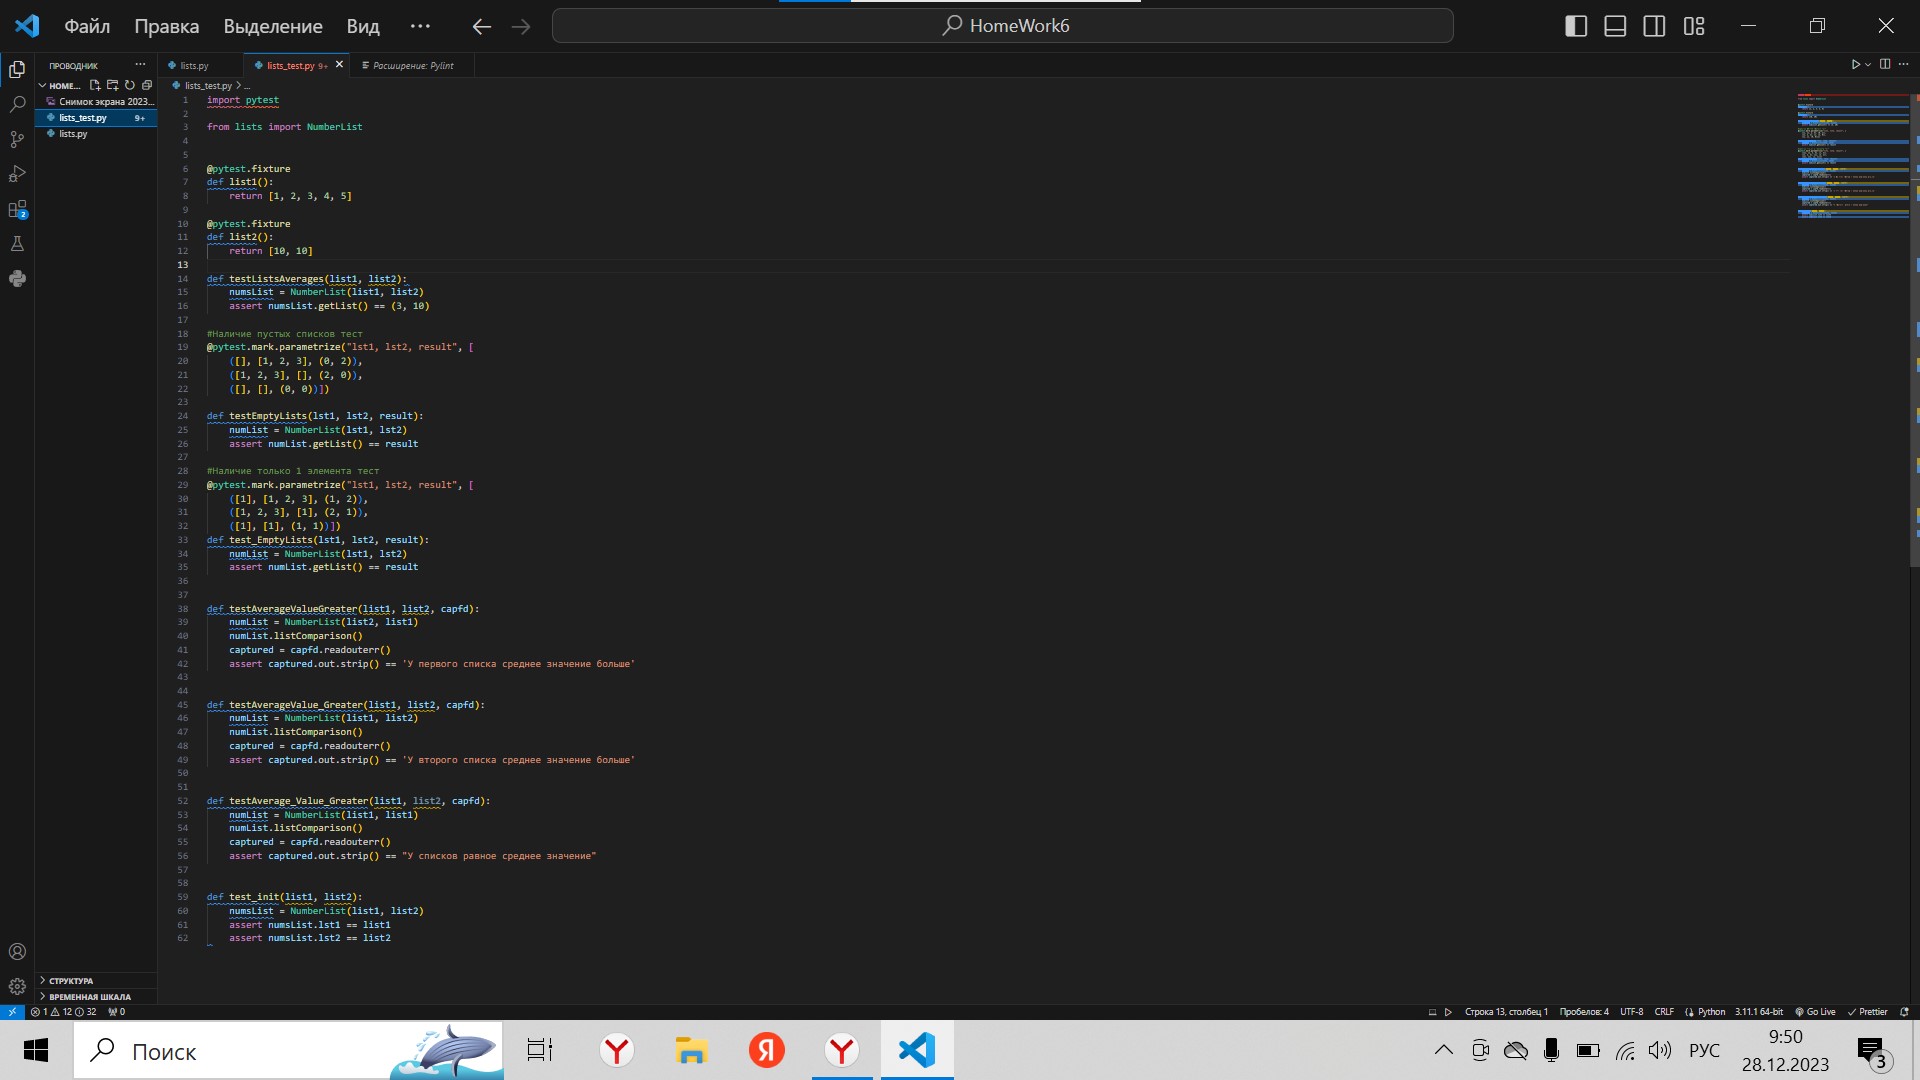 Файл Правка Выделение Вид ··· HomeWork6
ПРОВОДНИК ···
lists.py
lists_test.py 9+
Расширение: Pylint
HOME...
Снимок экрана 2023...
lists_test.py 9+
lists.py
lists_test.py > ...
1 import pytest
2
3 from lists import NumberList
4
5
6 @pytest.fixture
7 def list1():
8 return [1, 2, 3, 4, 5]
9
10 @pytest.fixture
11 def list2():
12 return [10, 10]
13
14 def testListsAverages(list1, list2):
15 numsList = NumberList(list1, list2)
16 assert numsList.getList() == (3, 10)
17
18 #Наличие пустых списков тест
19 @pytest.mark.parametrize("lst1, lst2, result", [
20 ([], [1, 2, 3], (0, 2)),
21 ([1, 2, 3], [], (2, 0)),
22 ([], [], (0, 0))])
23
24 def testEmptyLists(lst1, lst2, result):
25 numList = NumberList(lst1, lst2)
26 assert numList.getList() == result
27
28 #Наличие только 1 элемента тест
29 @pytest.mark.parametrize("lst1, lst2, result", [
30 ([1], [1, 2, 3], (1, 2)),
31 ([1, 2, 3], [1], (2, 1)),
32 ([1], [1], (1, 1))])
33 def test_EmptyLists(lst1, lst2, result):
34 numList = NumberList(lst1, lst2)
35 assert numList.getList() == result
36
37
38 def testAverageValueGreater(list1, list2, capfd):
39 numList = NumberList(list2, list1)
40 numList.listComparison()
41 captured = capfd.readouterr()
42 assert captured.out.strip() == 'У первого списка среднее значение больше'
43
44
45 def testAverageValue_Greater(list1, list2, capfd):
46 numList = NumberList(list1, list2)
47 numList.listComparison()
48 captured = capfd.readouterr()
49 assert captured.out.strip() == 'У второго списка среднее значение больше'
50
51
52 def testAverage_Value_Greater(list1, list2, capfd):
53 numList = NumberList(list1, list1)
54 numList.listComparison()
55 captured = capfd.readouterr()
56 assert captured.out.strip() == "У списков равное среднее значение"
57
58
59 def test_init(list1, list2):
60 numsList = NumberList(list1, list2)
61 assert numsList.lst1 == list1
62 assert numsList.lst2 == list2
2
СТРУКТУРА
ВРЕМЕННАЯ ШКАЛА
1 12 32 0 Строка 13, столбец 1 Пробелов: 4 UTF-8 CRLF Python 3.11.1 64-bit Go Live Prettier
Поиск
Y Я Y
РУС
9:50
28.12.2023
3